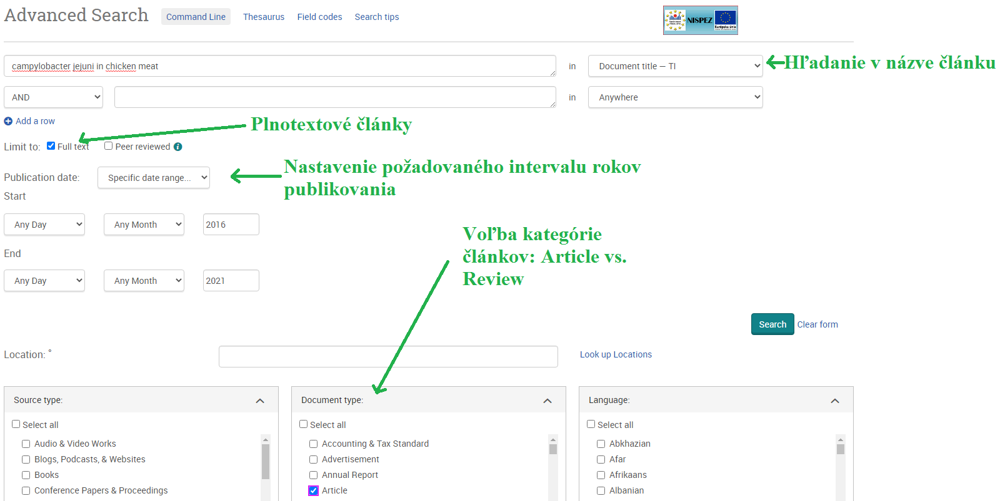 Advanced Search Command Line Thesaurus Field codes Search tips
NISPEZ
Európska únia
campylobacter jejuni in chicken meat in Document title — TI
Hľadanie v názve článku
AND in Anywhere
Add a row
Plnotextové články
Limit to: Full text Peer reviewed
Nastavenie požadovaného intervalu rokov
publikovania
Publication date: Specific date range...
Start
Any Day Any Month 2016
Voľba kategórie
článkov: Article vs.
Review
End
Any Day Any Month 2021
Search Clear form
Location: ° Look up Locations
Source type: Document type: Language:
Select all Select all Select all
Audio & Video Works Accounting & Tax Standard Abkhazian
Blogs, Podcasts, & Websites Advertisement Afar
Books Annual Report Afrikaans
Conference Papers & Proceedings Article Albanian